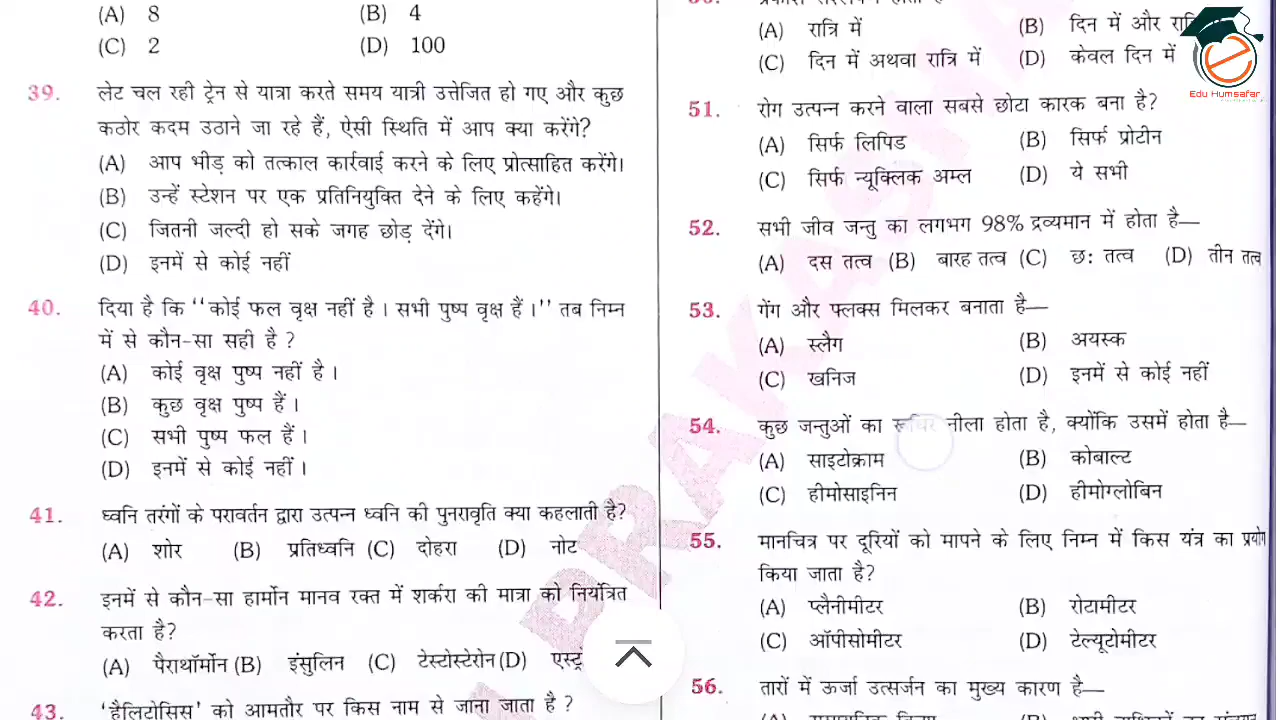 (A) 8 (B) 4
(C) 2 (D) 100
39. लेट चल रही ट्रेन से यात्रा करते समय यात्री उत्तेजित हो गए और कुछ
कठोर कदम उठाने जा रहे हैं, ऐसी स्थिति में आप क्या करेंगे?
(A) आप भीड़ को तत्काल कार्रवाई करने के लिए प्रोत्साहित करेंगे।
(B) उन्हें स्टेशन पर एक प्रतिनियुक्ति देने के लिए कहेंगे।
(C) जितनी जल्दी हो सके जगह छोड़ देंगे।
(D) इनमें से कोई नहीं
40. दिया है कि ‘‘कोई फल वृक्ष नहीं है। सभी पुष्प वृक्ष हैं।’’ तब निम्न
में से कौन-सा सही है ?
(A) कोई वृक्ष पुष्प नहीं है।
(B) कुछ वृक्ष पुष्प हैं।
(C) सभी पुष्प फल हैं।
(D) इनमें से कोई नहीं।
41. ध्वनि तरंगों के परावर्तन द्वारा उत्पन्न ध्वनि की पुनरावृति क्या कहलाती है?
(A) शोर (B) प्रतिध्वनि (C) दोहरा (D) नोट
42. इनमें से कौन-सा हार्मोन मानव रक्त में शर्करा की मात्रा को नियंत्रित
करता है?
(A) पैराथॉर्मोन (B) इंसुलिन (C) टेस्टोस्टेरोन (D)
43. ‘हैलिटोसिस’ को आमतौर पर किस नाम से जाना जाता है ?
(A) रात्रि में (B) दिन में और
(C) दिन में अथवा रात्रि में (D) केवल दिन में
51. रोग उत्पन्न करने वाला सबसे छोटा कारक बना है?
(A) सिर्फ लिपिड (B) सिर्फ प्रोटीन
(C) सिर्फ न्यूक्लिक अम्ल (D) ये सभी
52. सभी जीव जन्तु का लगभग 98% द्रव्यमान में होता है—
(A) दस तत्व (B) बारह तत्व (C) छः तत्व (D) तीन तत्व
53. गेंग और फ्लक्स मिलकर बनाता है—
(A) स्लैग (B) अयस्क
(C) खनिज (D) इनमें से कोई नहीं
54. कुछ जन्तुओं का रूधिर नीला होता है, क्योंकि उसमें होता है—
(A) साइटोक्राम (B) कोबाल्ट
(C) हीमोसाइनिन (D) हीमोग्लोबिन
55. मानचित्र पर दूरियों को मापने के लिए निम्न में किस यंत्र का प्रयोग
किया जाता है?
(A) प्लैनीमीटर (B) रोटामीटर
(C) ऑपीसोमीटर (D) टेल्यूटोमीटर
56. तारों में ऊर्जा उत्सर्जन का मुख्य कारण है—
Edu Humsafar